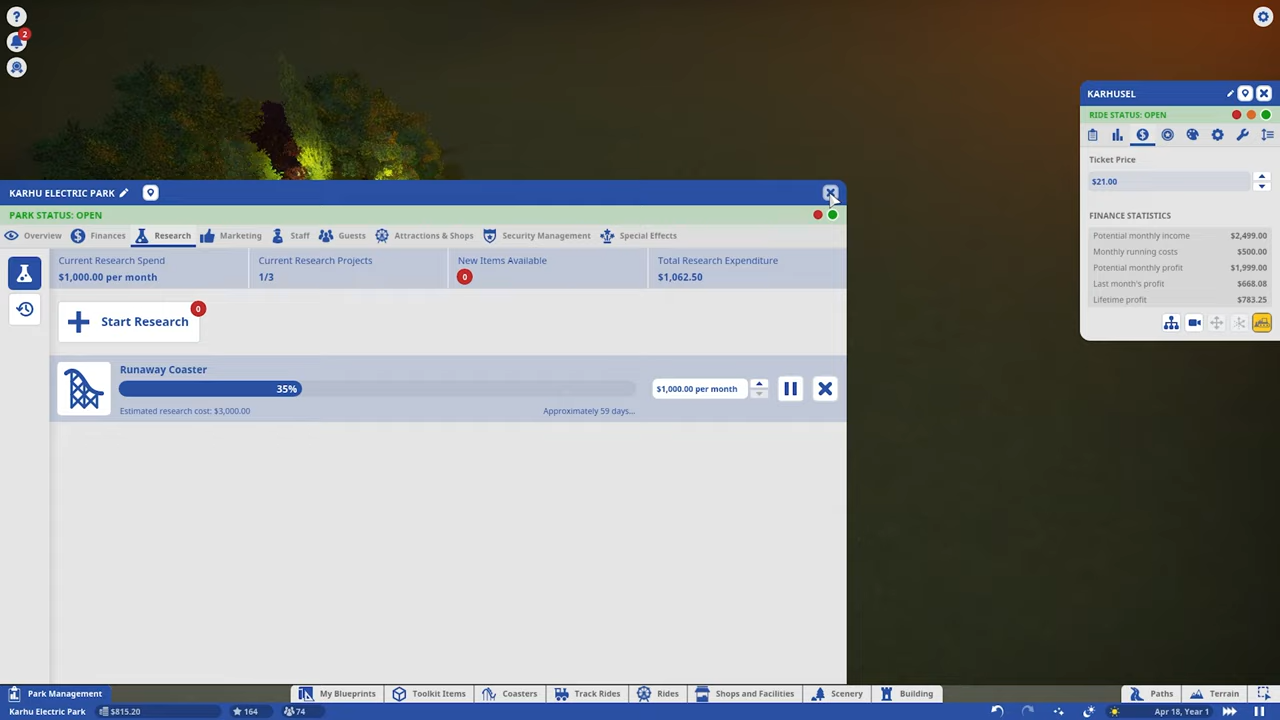 ?
2
KARHU ELECTRIC PARK
PARK STATUS: OPEN
Overview
Finances
Research
Marketing
Staff
Guests
Attractions & Shops
Security Management
Special Effects
Current Research Spend
$1,000.00 per month
Current Research Projects
1/3
New Items Available
0
Total Research Expenditure
$1,062.50
Start Research
0
Runaway Coaster
35%
$1,000.00 per month
Estimated research cost: $3,000.00
Approximately 59 days...
KARHUSEL
RIDE STATUS: OPEN
Ticket Price
$21.00
FINANCE STATISTICS
Potential monthly income $2,499.00
Monthly running costs $500.00
Potential monthly profit $1,999.00
Last month's profit $668.08
Lifetime profit $783.25
Park Management
My Blueprints
Toolkit Items
Coasters
Track Rides
Rides
Shops and Facilities
Scenery
Building
Paths
Terrain
Karhu Electric Park
$815.20
164
74
Apr 18, Year 1